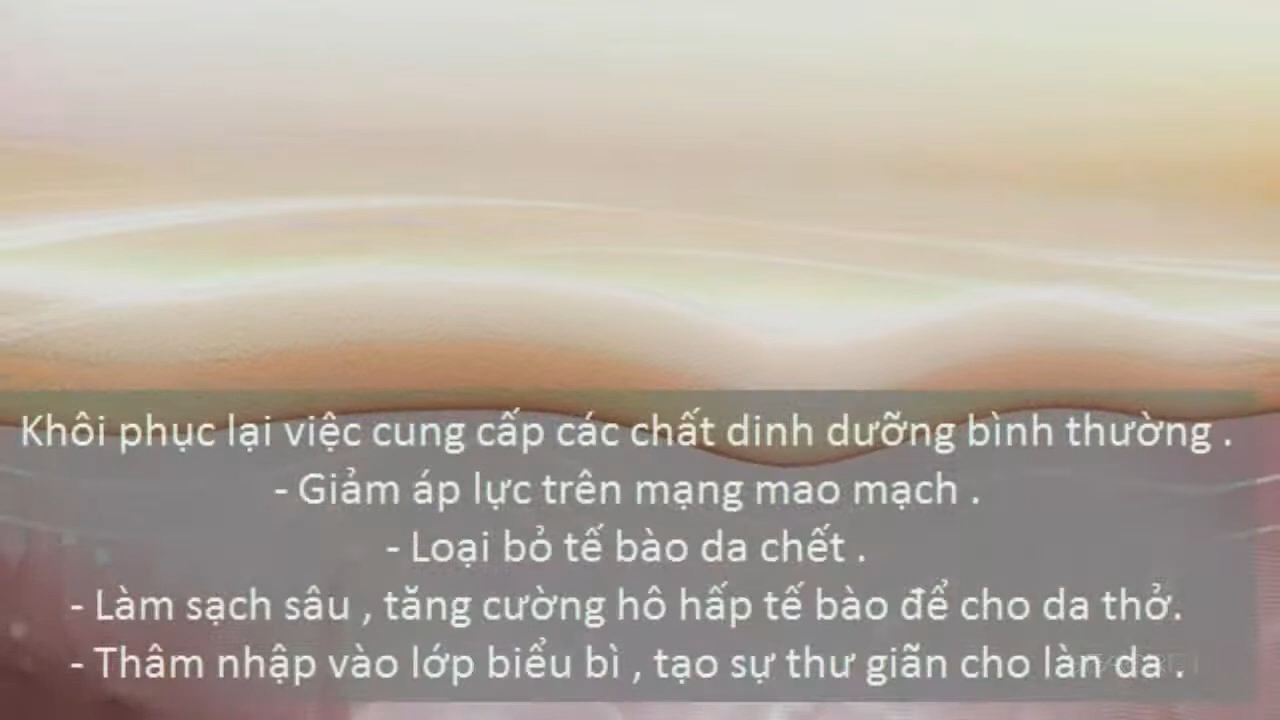 Khôi phục lại việc cung cấp các chất dinh dưỡng bình thường .
- Giảm áp lực trên mạng mao mạch .
- Loại bỏ tế bào da chết .
- Làm sạch sâu , tăng cường hô hấp tế bào để cho da thở.
- Thâm nhập vào lớp biểu bì , tạo sự thư giãn cho làn da .